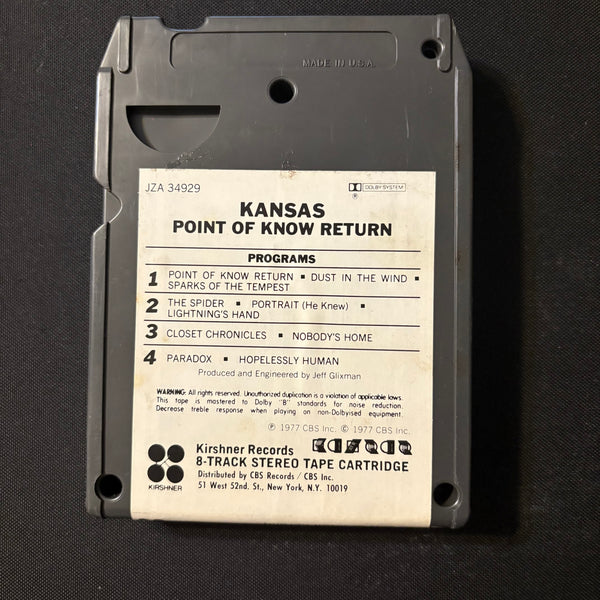 MADE IN U.S.A.
JZA 34929
DOLBY SYSTEM
®
KANSAS
POINT OF KNOW RETURN
PROGRAMS
1 POINT OF KNOW RETURN ▪ DUST IN THE WIND ▪
SPARKS OF THE TEMPEST
2 THE SPIDER ▪ PORTRAIT (He Knew) ▪
LIGHTNING'S HAND
3 CLOSET CHRONICLES ▪ NOBODY'S HOME
4 PARADOX ▪ HOPELESSLY HUMAN
Produced and Engineered by Jeff Glixman
WARNING: All rights reserved. Unauthorized duplication is a violation of applicable laws.
This tape is mastered to Dolby "B" standards for noise reduction.
Decrease treble response when playing on non-Dolbyised equipment.
℗ 1977 CBS Inc. © 1977 CBS Inc.
Kirshner Records KANSAS
8-TRACK STEREO TAPE CARTRIDGE
Distributed by CBS Records / CBS Inc.
51 West 52nd. St., New York, N.Y. 10019
KIRSHNER